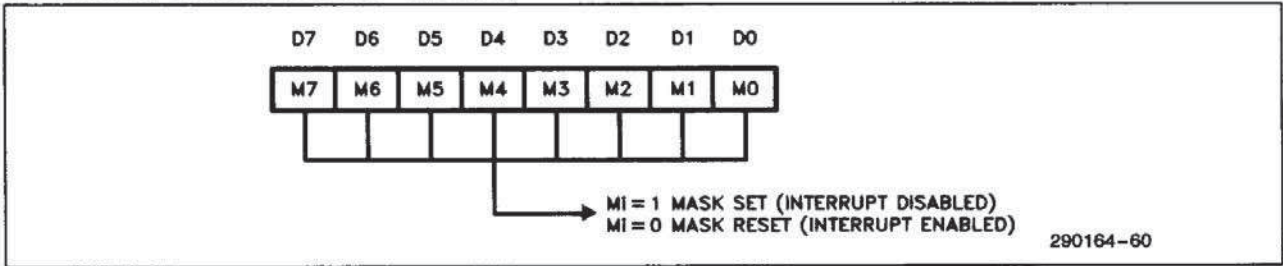 D7 D6 D5 D4 D3 D2 D1 D0
M7 M6 M5 M4 M3 M2 M1 M0
Mi = 1 MASK SET (INTERRUPT DISABLED)
Mi = 0 MASK RESET (INTERRUPT ENABLED)
290164-60